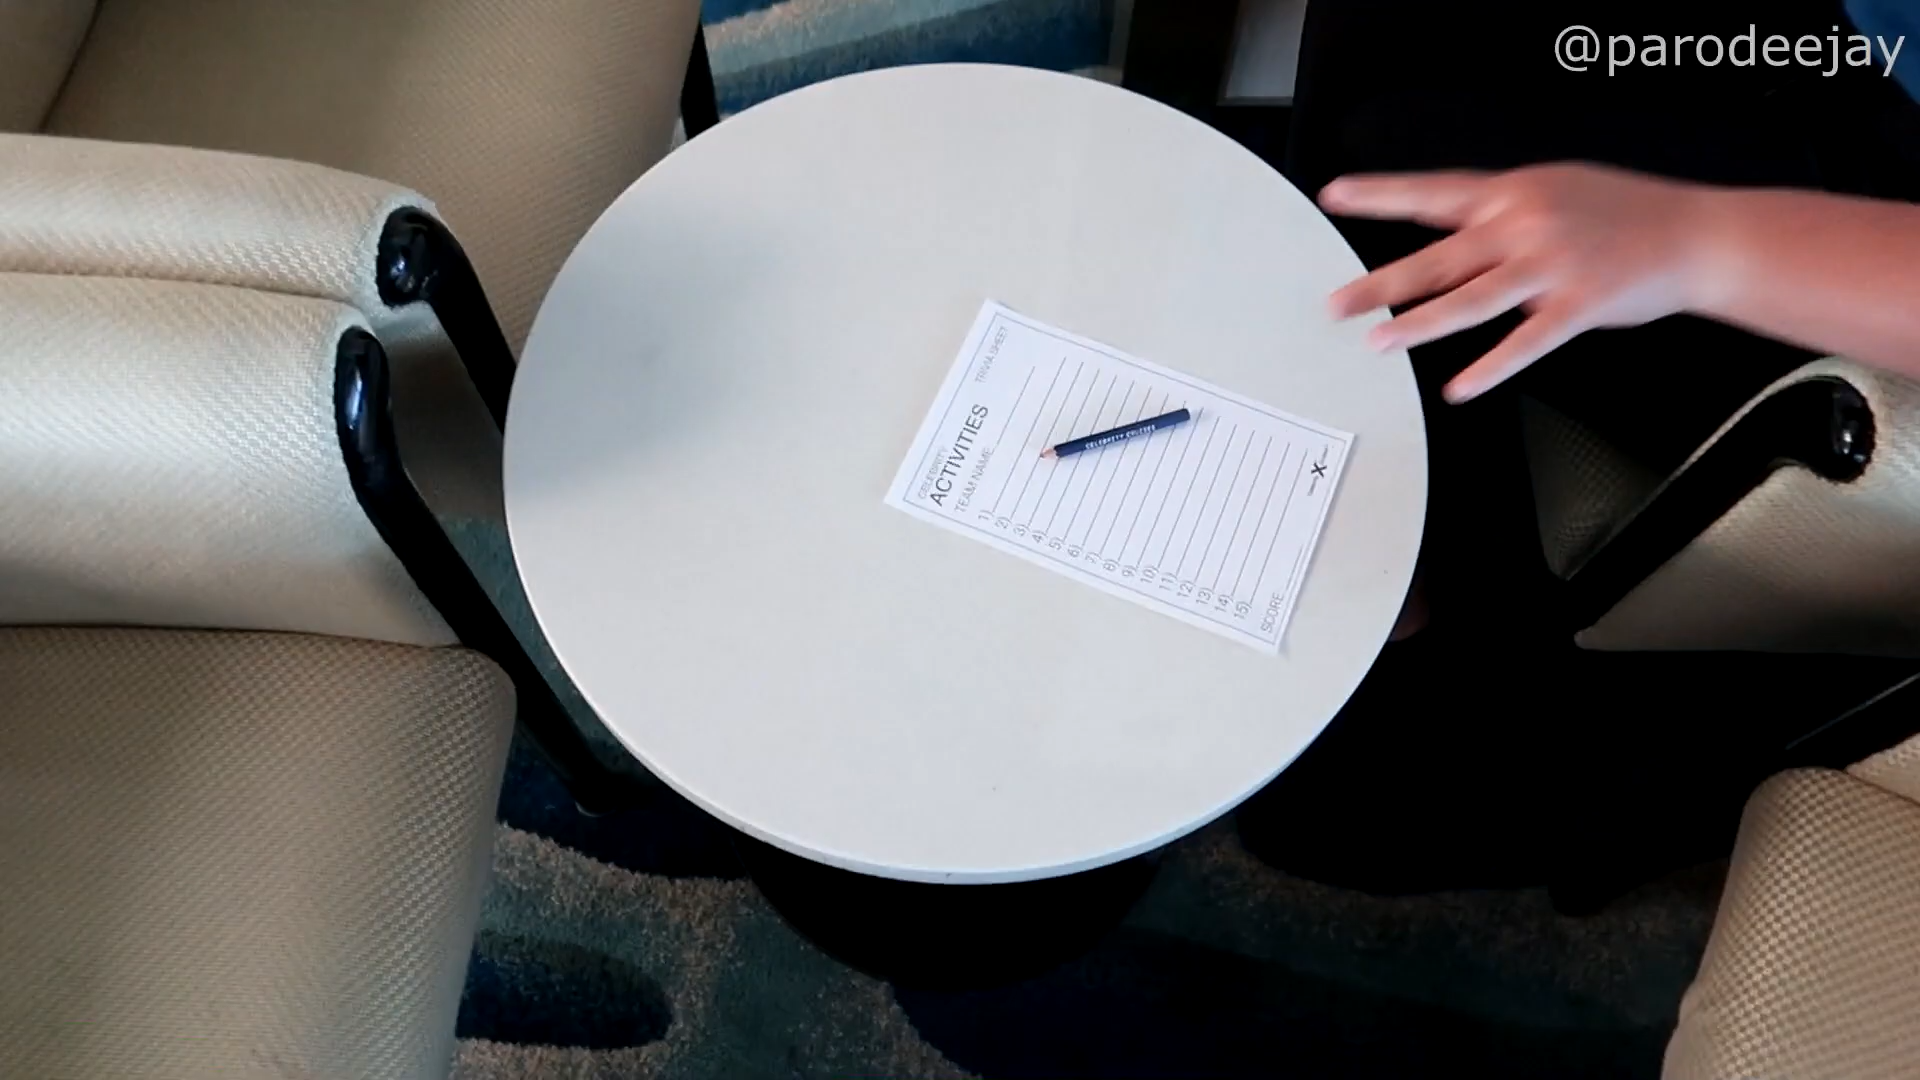 @parodeejay
CELEBRITY
ACTIVITIES
TRIVIA SHEET
TEAM NAME
1)
2)
3)
4)
5)
6)
7)
8)
9)
10)
11)
12)
13)
14)
15)
SCORE
CELEBRITY CRUISES